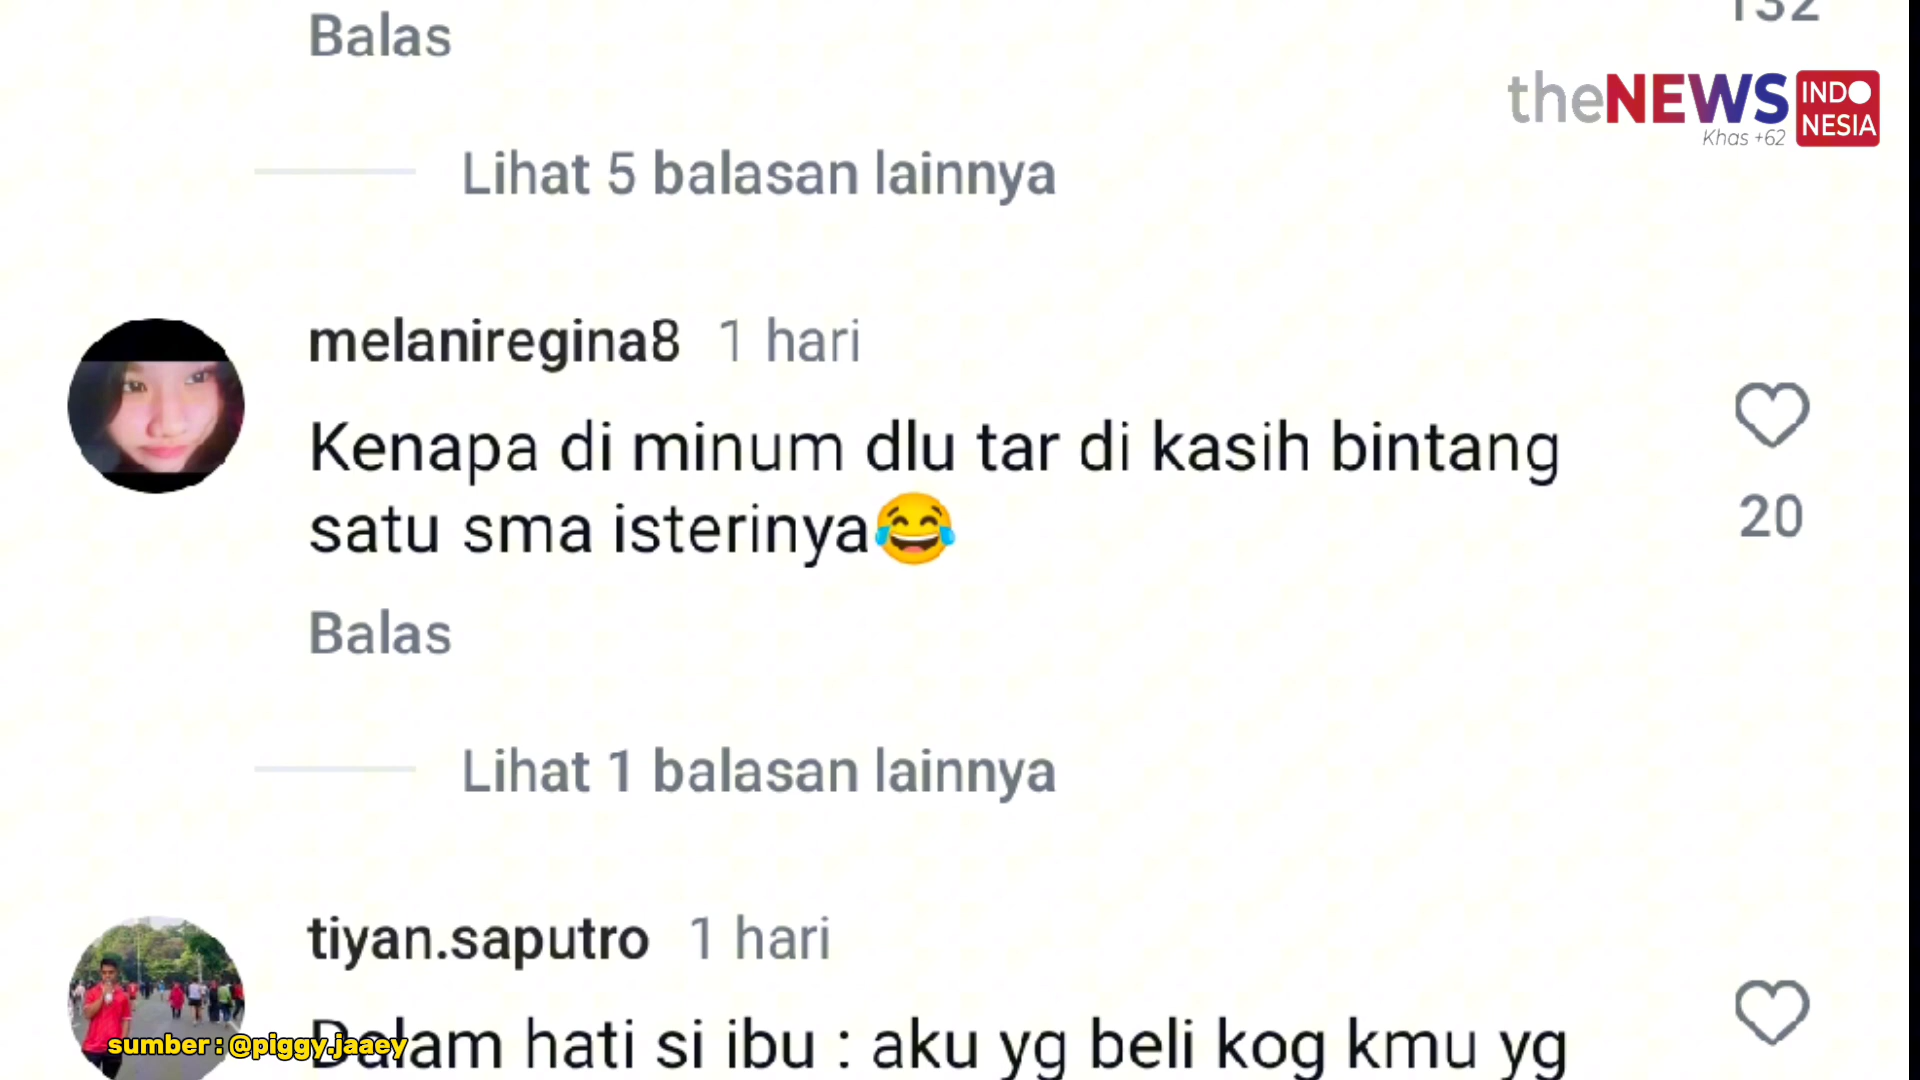 Balas
132
theNEWS INDONESIA
Khas +62
Lihat 5 balasan lainnya
melaniregina8 1 hari
Kenapa di minum dlu tar di kasih bintang
satu sma isterinya😂
20
Balas
Lihat 1 balasan lainnya
tiyan.saputro 1 hari
Dalam hati si ibu : aku yg beli kog kmu yg
sumber : @piggy.jaaey